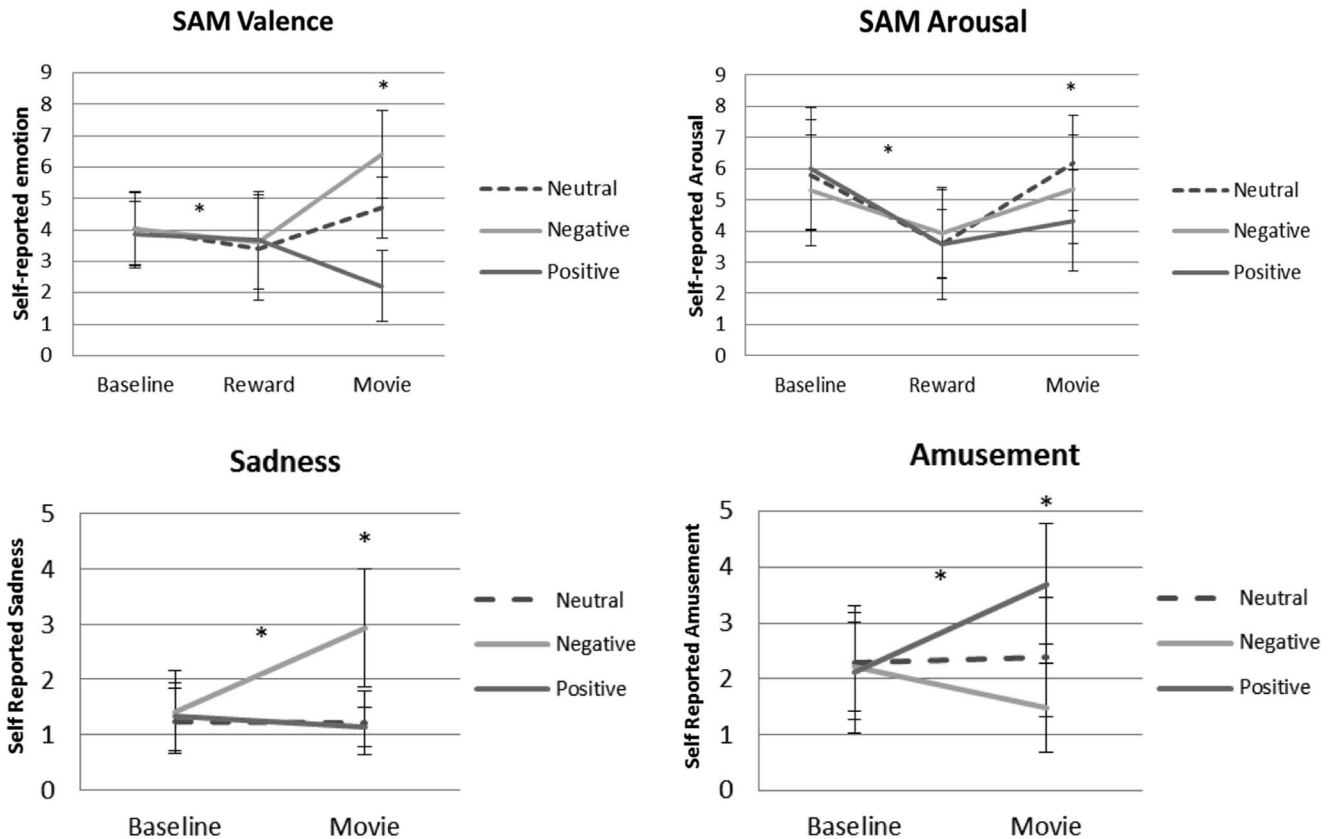 SAM Valence
Self-reported emotion
9
8
7
6
5
4
3
2
1
0
*
*
Baseline
Reward
Movie
Neutral
Negative
Positive
SAM Arousal
Self-reported Arousal
9
8
7
6
5
4
3
2
1
0
*
*
Baseline
Reward
Movie
Neutral
Negative
Positive
Sadness
Self Reported Sadness
5
4
3
2
1
0
*
*
Baseline
Movie
Neutral
Negative
Positive
Amusement
Self Reported Amusement
5
4
3
2
1
0
*
*
Baseline
Movie
Neutral
Negative
Positive